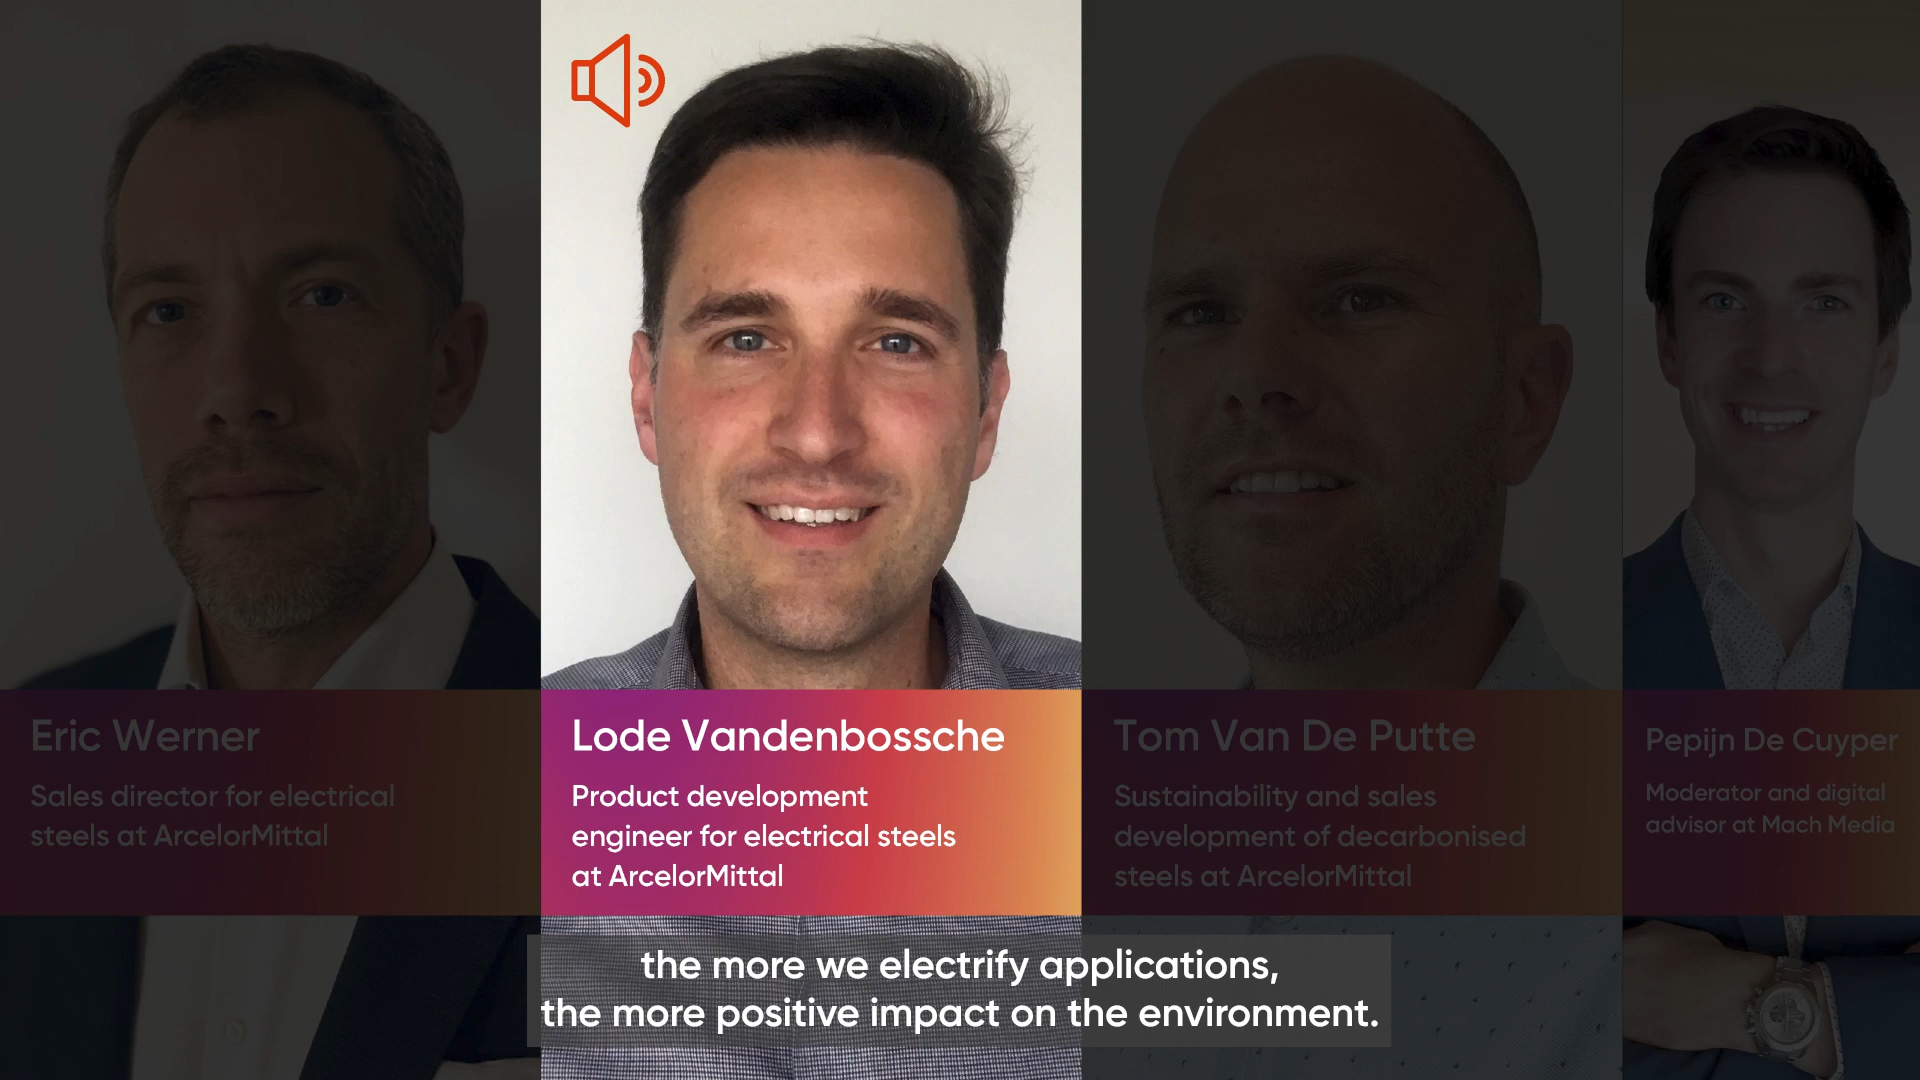 Eric Werner
Sales director for electrical
steels at ArcelorMittal
Lode Vandenbossche
Product development
engineer for electrical steels
at ArcelorMittal
Tom Van De Putte
Sustainability and sales
development of decarbonised
steels at ArcelorMittal
Pepijn De Cuyper
Moderator and digital
advisor at Mach Media
the more we electrify applications,
the more positive impact on the environment.